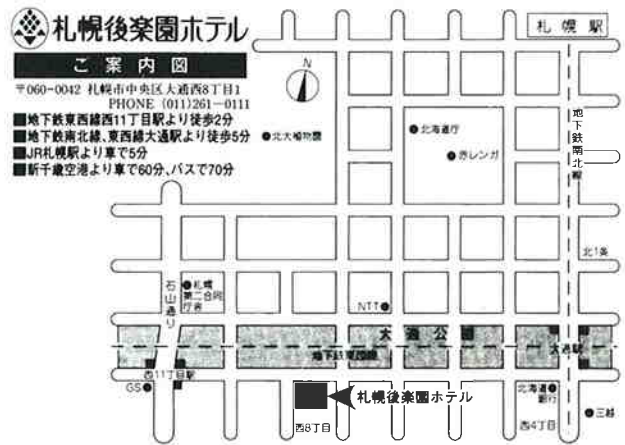 札幌後楽園ホテル
ご案内図
〒060-0042 札幌市中央区大通西8丁目1
PHONE (011)261-0111
■地下鉄東西線西11丁目駅より徒歩2分
■地下鉄南北線、東西線大通駅より徒歩5分
■JR札幌駅より車で5分
■新千歳空港より車で60分、バスで70分
N
札幌駅
地下鉄南北線
北大植物園
北海道庁
赤レンガ
北1条
石山通り
札幌
第二合同
庁舎
NTT
大通公園
地下鉄東西線
大通駅
西11丁目駅
GS
札幌後楽園ホテル
西8丁目
北海道
銀行
西4丁目
三越